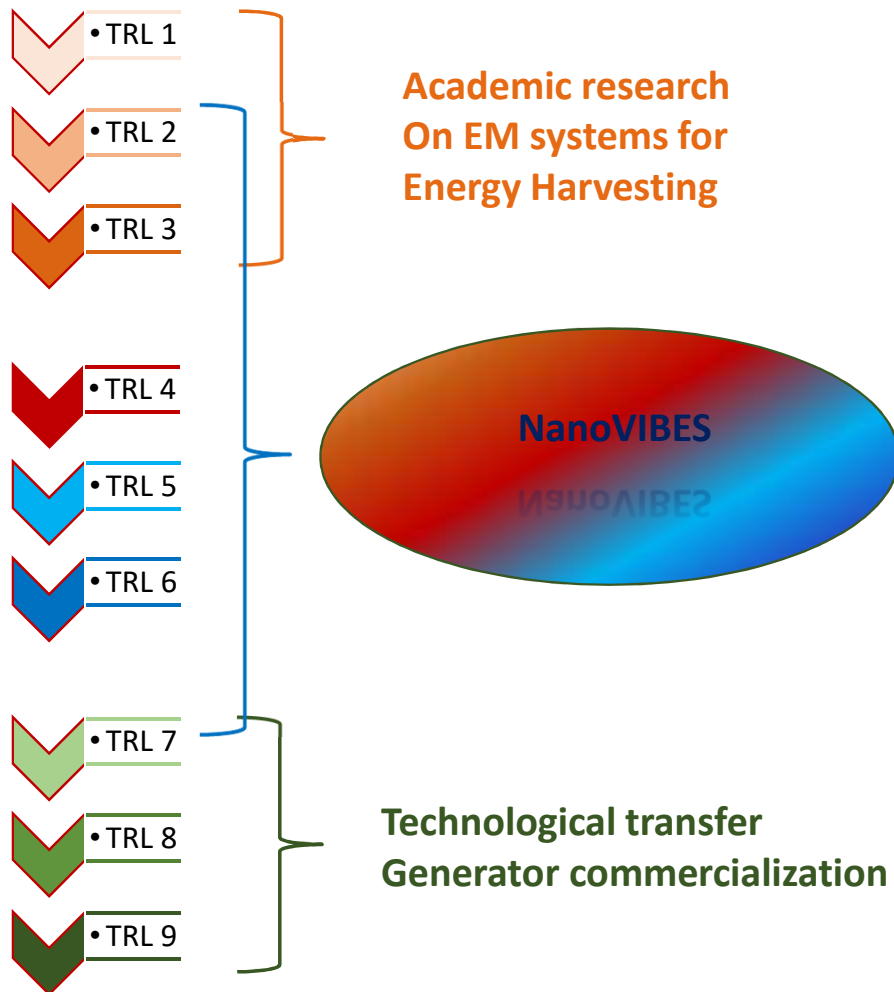 • TRL 1
• TRL 2
• TRL 3
• TRL 4
• TRL 5
• TRL 6
• TRL 7
• TRL 8
• TRL 9
Academic research
On EM systems for
Energy Harvesting
NanoVIBES
NanoVIBES
Technological transfer
Generator commercialization